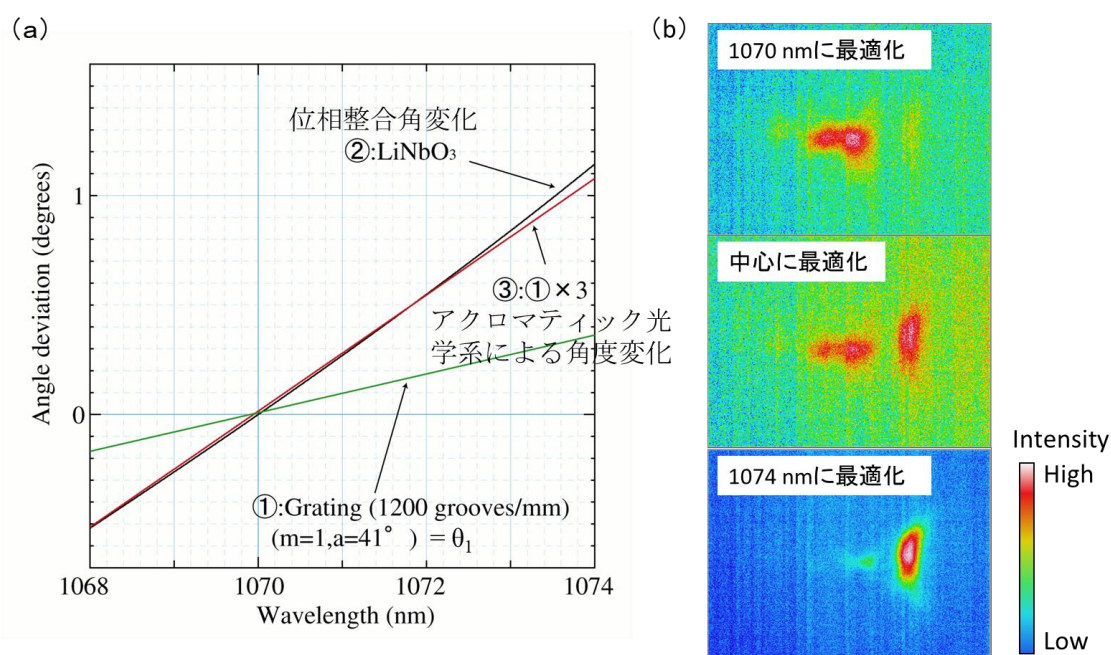 (a)
位相整合角変化
②:LiNbO₃
③:①×3
アクロマティック光
学系による角度変化
①:Grating (1200 grooves/mm)
(m=1,a=41°)=θ₁
Angle deviation (degrees)
1
0
1068
1070
1072
1074
Wavelength (nm)
(b)
1070 nmに最適化
中心に最適化
1074 nmに最適化
Intensity
High
Low